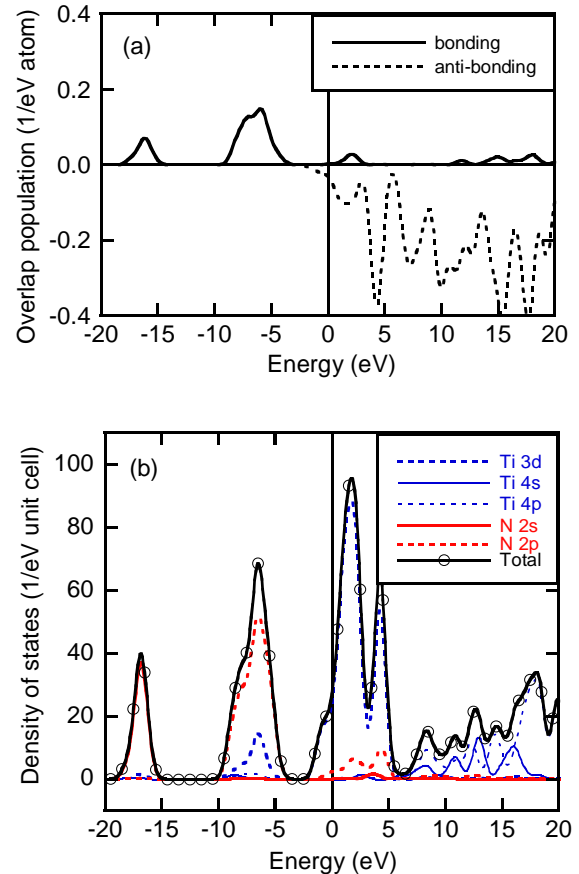 0.4
0.2
0.0
-0.2
-0.4
Overlap population (1/eV atom)
(a)
bonding
anti-bonding
-20 -15 -10 -5 0 5 10 15 20
Energy (eV)
100
80
60
40
20
0
Density of states (1/eV unit cell)
(b)
Ti 3d
Ti 4s
Ti 4p
N 2s
N 2p
Total
-20 -15 -10 -5 0 5 10 15 20
Energy (eV)